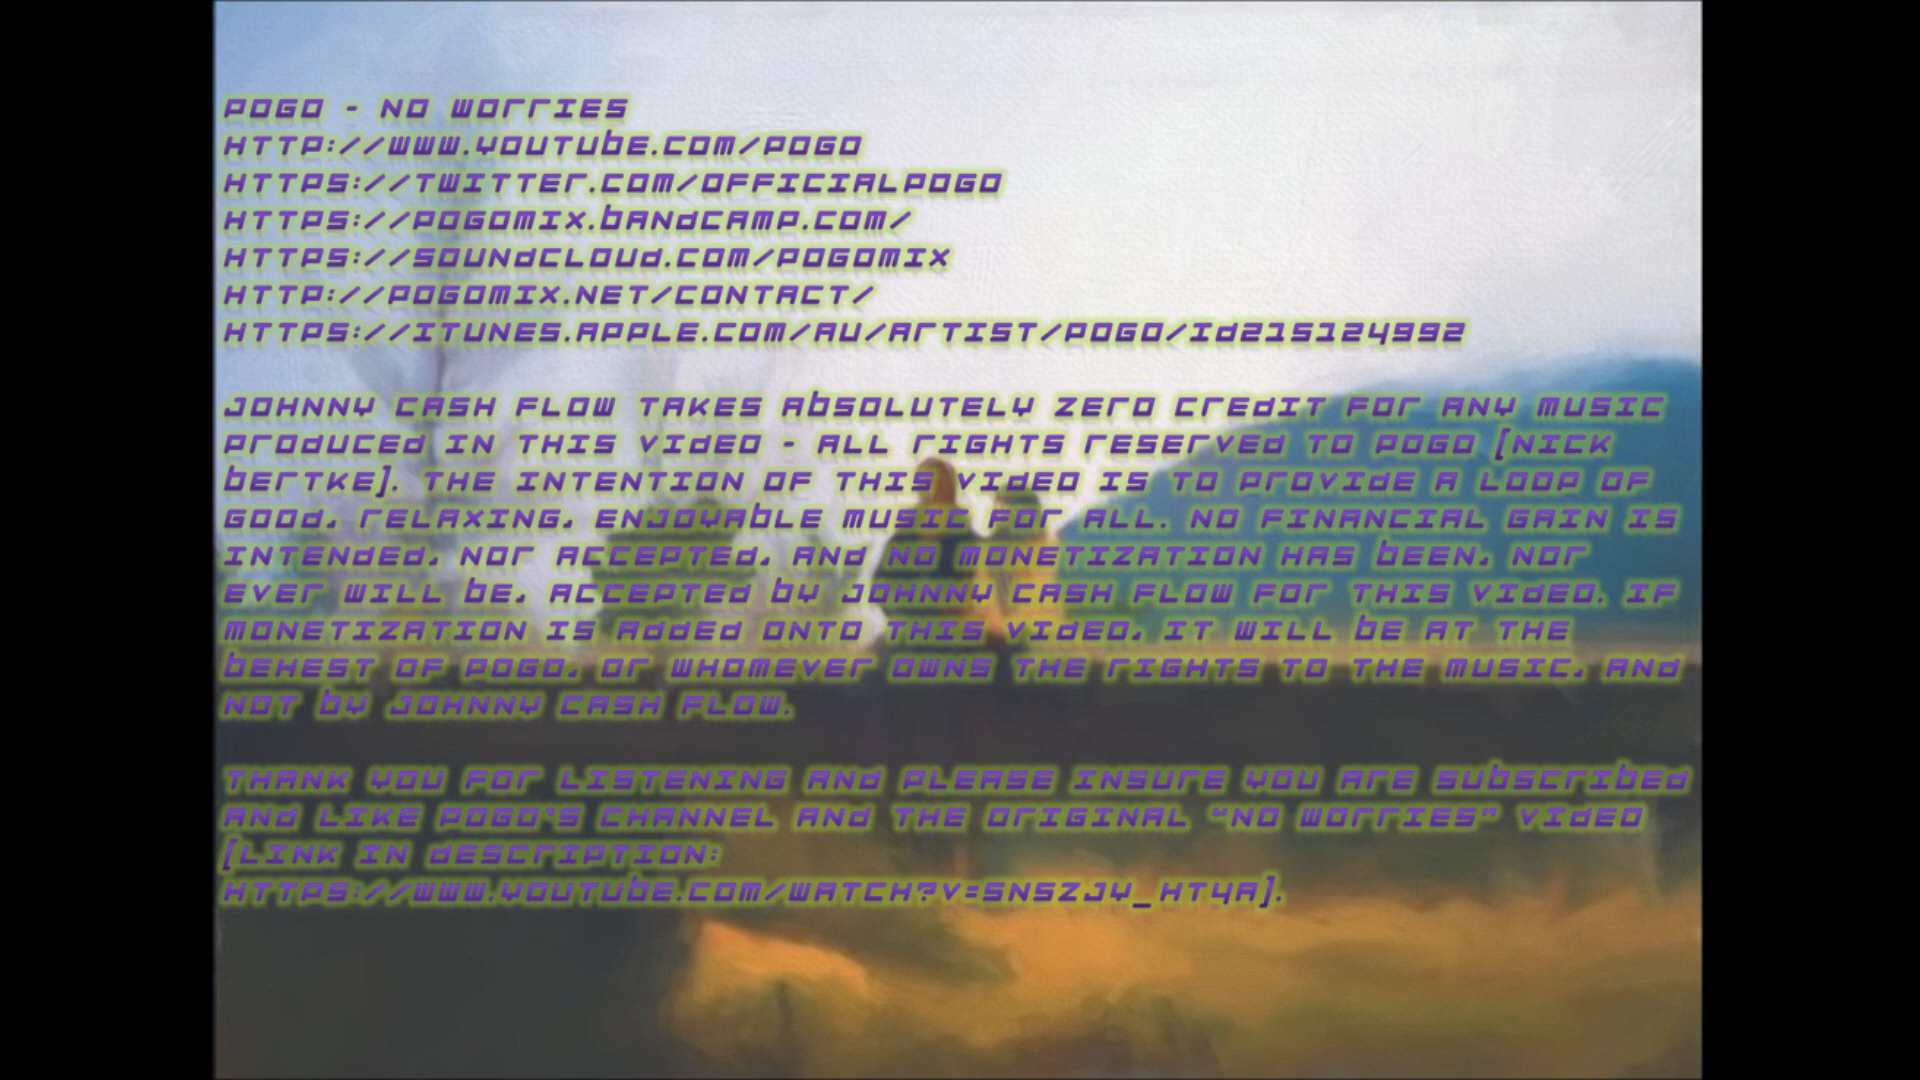 POGO - NO WORRIES
HTTP://WWW.YOUTUBE.COM/POGO
HTTPS://TWITTER.COM/OFFICIALPOGO
HTTPS://POGOMIX.BANDCAMP.COM/
HTTPS://SOUNDCLOUD.COM/POGOMIX
HTTP://POGOMIX.NET/CONTACT/
HTTPS://ITUNES.APPLE.COM/AU/ARTIST/POGO/ID215124992
JOHNNY CASH FLOW TAKES ABSOLUTELY ZERO CREDIT FOR ANY MUSIC
PRODUCED IN THIS VIDEO - ALL RIGHTS RESERVED TO POGO [NICK
BERTKE]. THE INTENTION OF THIS VIDEO IS TO PROVIDE A LOOP OF
GOOD, RELAXING, ENJOYABLE MUSIC FOR ALL. NO FINANCIAL GAIN IS
INTENDED, NOR ACCEPTED, AND NO MONETIZATION HAS BEEN, NOR
EVER WILL BE, ACCEPTED BY JOHNNY CASH FLOW FOR THIS VIDEO. IF
MONETIZATION IS ADDED ONTO THIS VIDEO, IT WILL BE AT THE
BEHEST OF POGO, OR WHOMEVER OWNS THE RIGHTS TO THE MUSIC, AND
NOT BY JOHNNY CASH FLOW.
THANK YOU FOR LISTENING AND PLEASE INSURE YOU ARE SUBSCRIBED
AND LIKE POGO'S CHANNEL AND THE ORIGINAL "NO WORRIES" VIDEO
[LINK IN DESCRIPTION:
HTTPS://WWW.YOUTUBE.COM/WATCH?V=SNSZJY_HT4A].